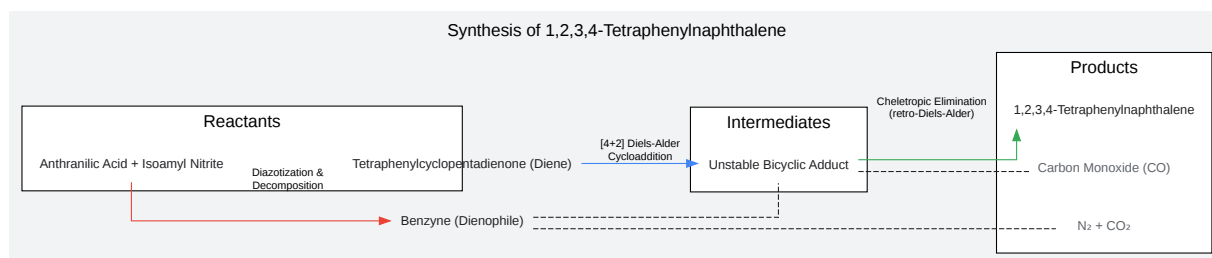 Synthesis of 1,2,3,4-Tetraphenylnaphthalene
Reactants
Anthranilic Acid + Isoamyl Nitrite
Diazotization &
Decomposition
Tetraphenylcyclopentadienone (Diene)
Benzyne (Dienophile)
[4+2] Diels-Alder
Cycloaddition
Intermediates
Unstable Bicyclic Adduct
Cheletropic Elimination
(retro-Diels-Alder)
Products
1,2,3,4-Tetraphenylnaphthalene
Carbon Monoxide (CO)
N₂ + CO₂